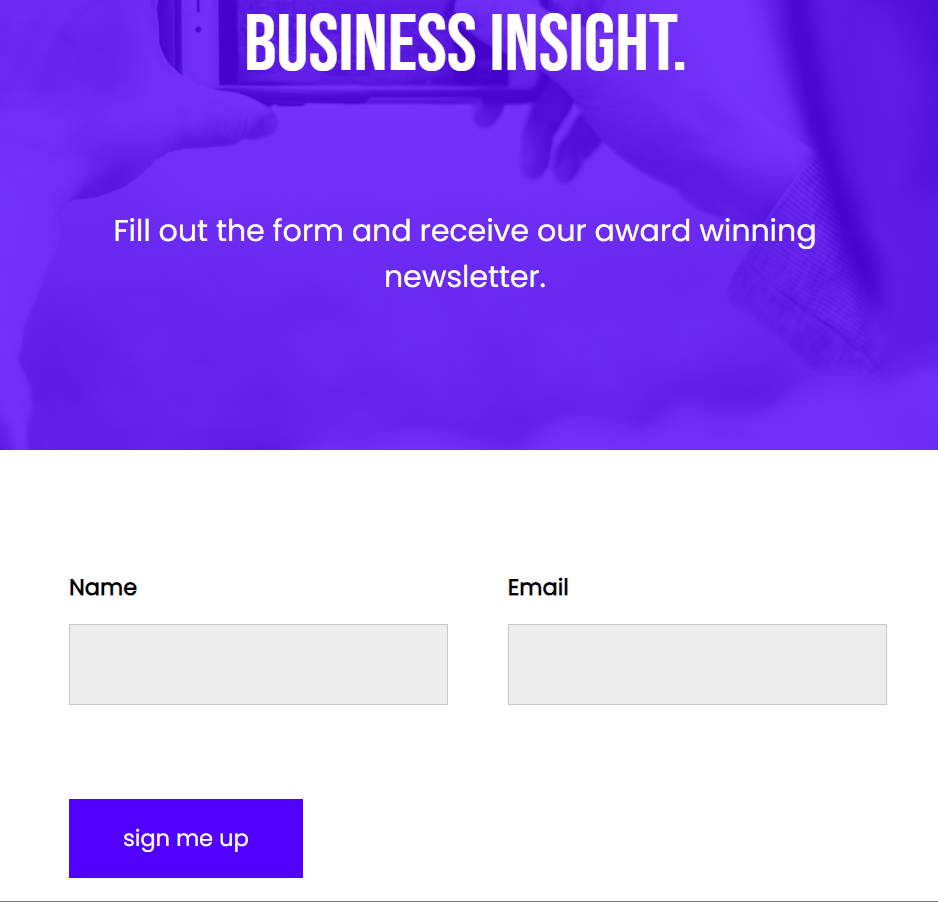 BUSINESS INSIGHT.
Fill out the form and receive our award winning
newsletter.
Name
Email
sign me up